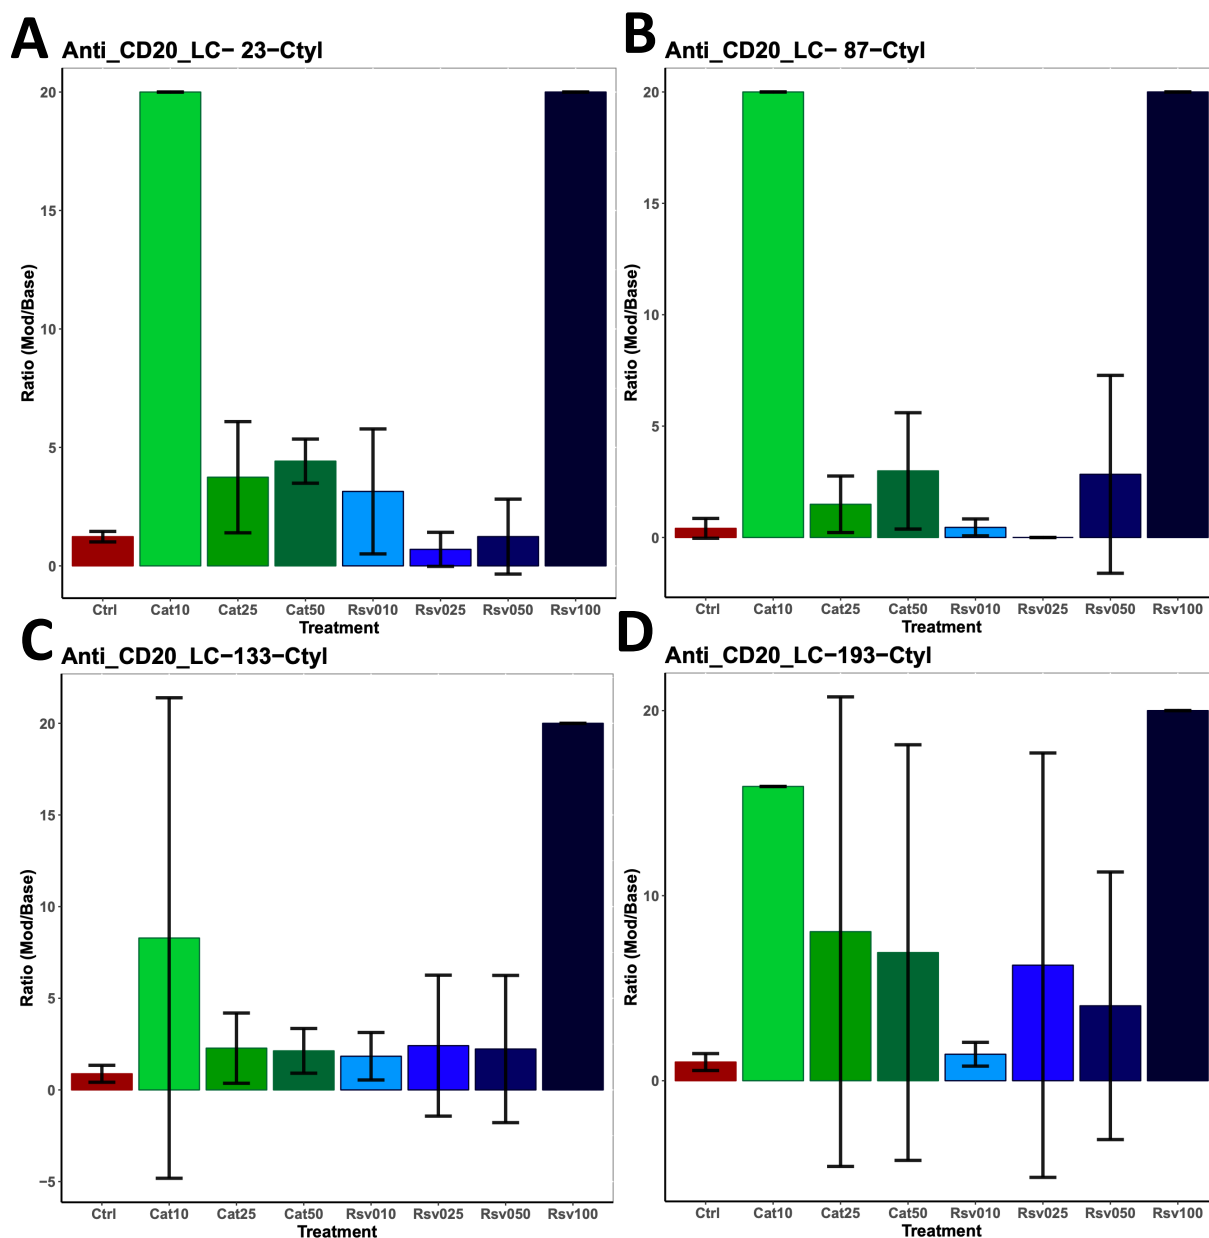 A
Anti_CD20_LC− 23−Ctyl
20
15
10
5
0
Ratio (Mod/Base)
Ctrl Cat10 Cat25 Cat50 Rsv010 Rsv025 Rsv050 Rsv100
Treatment
B
Anti_CD20_LC− 87−Ctyl
20
15
10
5
0
Ratio (Mod/Base)
Ctrl Cat10 Cat25 Cat50 Rsv010 Rsv025 Rsv050 Rsv100
Treatment
C
Anti_CD20_LC−133−Ctyl
20
15
10
5
0
−5
Ratio (Mod/Base)
Ctrl Cat10 Cat25 Cat50 Rsv010 Rsv025 Rsv050 Rsv100
Treatment
D
Anti_CD20_LC−193−Ctyl
20
10
0
Ratio (Mod/Base)
Ctrl Cat10 Cat25 Cat50 Rsv010 Rsv025 Rsv050 Rsv100
Treatment